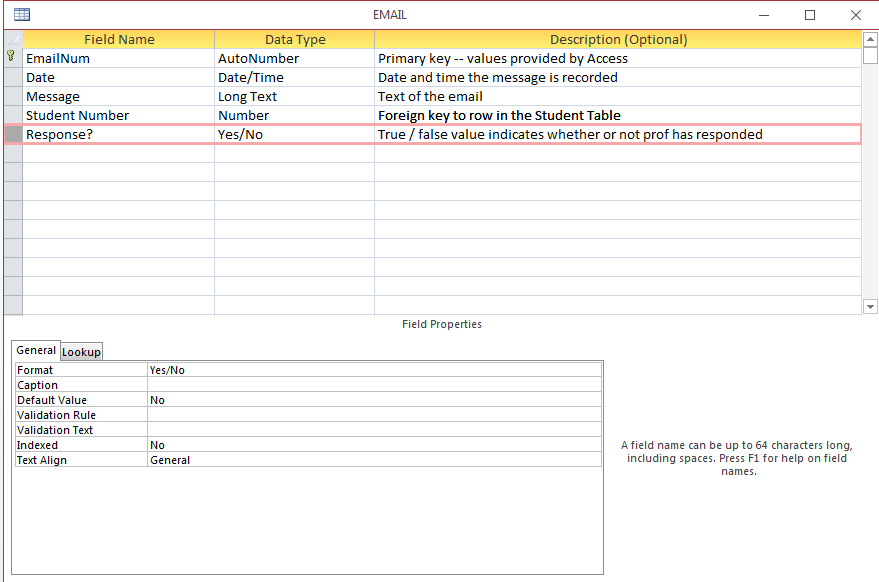 EMAIL
Field Name Data Type Description (Optional)
EmailNum AutoNumber Primary key -- values provided by Access
Date Date/Time Date and time the message is recorded
Message Long Text Text of the email
Student Number Number Foreign key to row in the Student Table
Response? Yes/No True / false value indicates whether or not prof has responded
Field Properties
General Lookup
Format Yes/No
Caption
Default Value No
Validation Rule
Validation Text
Indexed No
Text Align General
A field name can be up to 64 characters long,
including spaces. Press F1 for help on field
names.